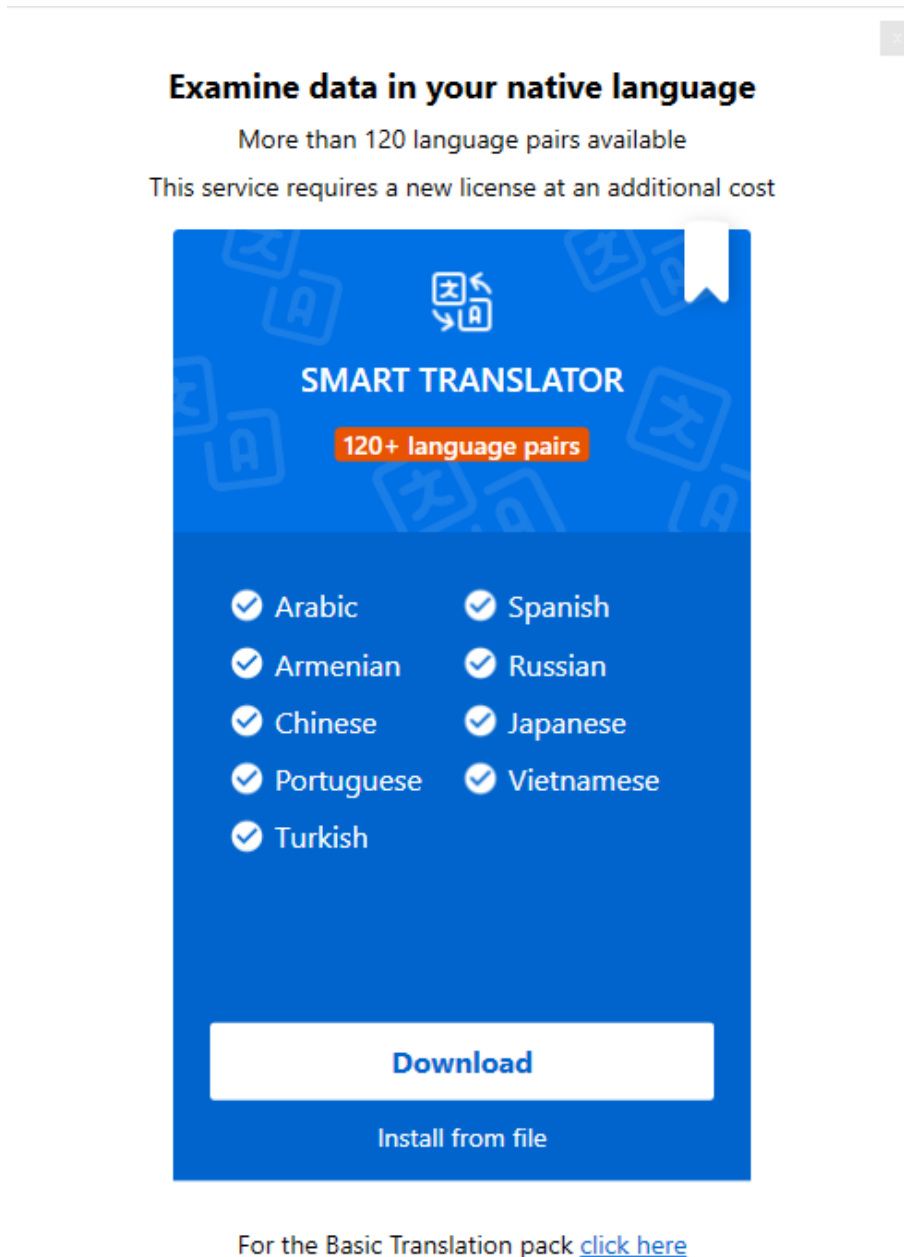 Examine data in your native language
More than 120 language pairs available
This service requires a new license at an additional cost
SMART TRANSLATOR
120+ language pairs
Arabic
Spanish
Armenian
Russian
Chinese
Japanese
Portuguese
Vietnamese
Turkish
Download
Install from file
For the Basic Translation pack click here